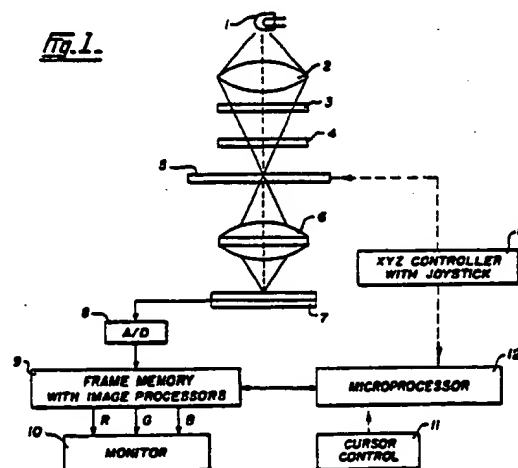 Fig. 1.
1
2
3
4
5
6
7
8
A/D
XYZ CONTROLLER
WITH JOYSTICK
9
FRAME MEMORY
WITH IMAGE PROCESSORS
12
MICROPROCESSOR
R G B
10
MONITOR
11
CURSOR
CONTROL